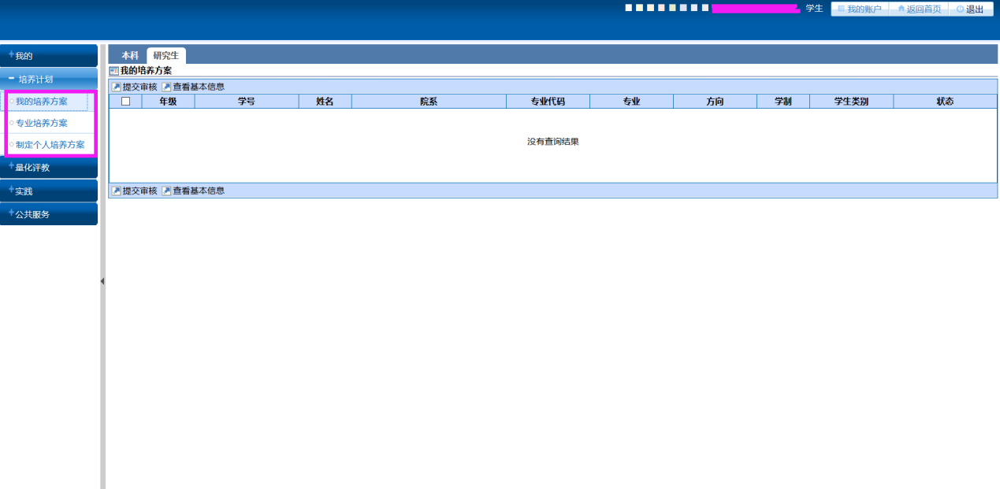 学生 我的账户 返回首页 退出
我的
培养计划
我的培养方案
专业培养方案
制定个人培养方案
量化评教
实践
公共服务
本科 研究生
我的培养方案
提交审核 查看基本信息
年级 学号 姓名 院系 专业代码 专业 方向 学制 学生类别 状态
没有查询结果
提交审核 查看基本信息